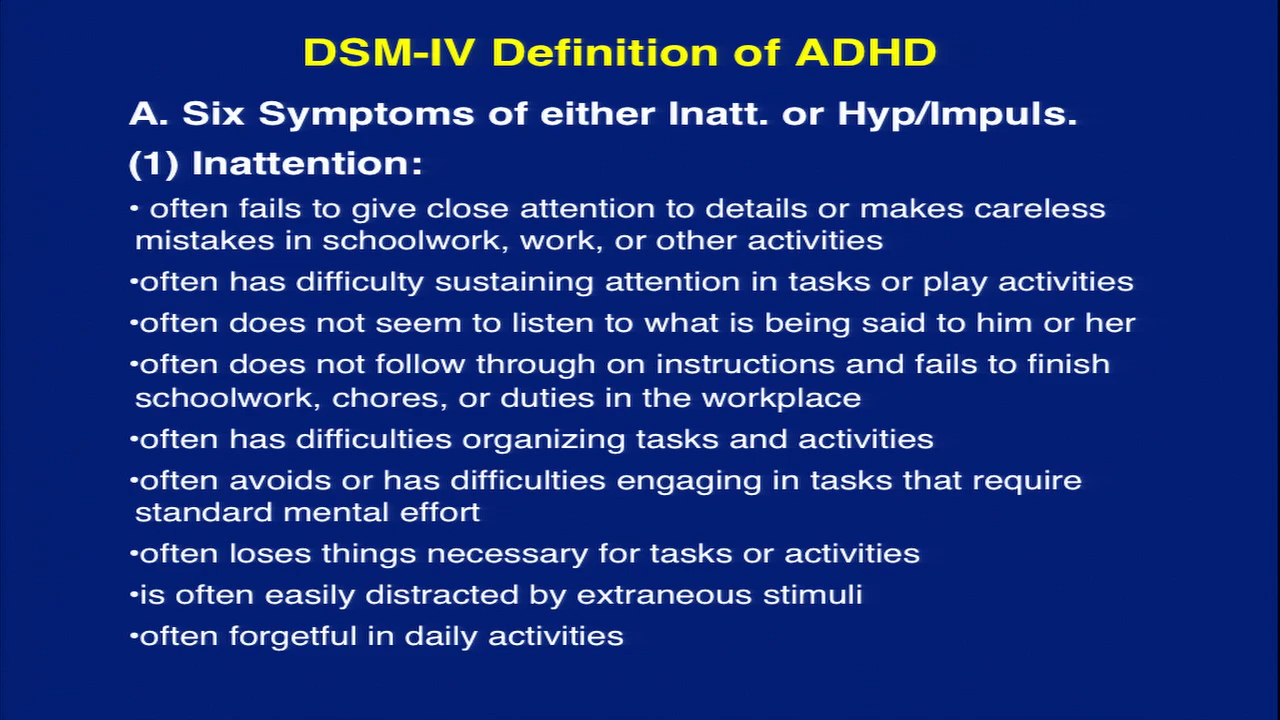 DSM-IV Definition of ADHD
A. Six Symptoms of either Inatt. or Hyp/Impuls.
(1) Inattention:
• often fails to give close attention to details or makes careless
mistakes in schoolwork, work, or other activities
•often has difficulty sustaining attention in tasks or play activities
•often does not seem to listen to what is being said to him or her
•often does not follow through on instructions and fails to finish
schoolwork, chores, or duties in the workplace
•often has difficulties organizing tasks and activities
•often avoids or has difficulties engaging in tasks that require
standard mental effort
•often loses things necessary for tasks or activities
•is often easily distracted by extraneous stimuli
•often forgetful in daily activities